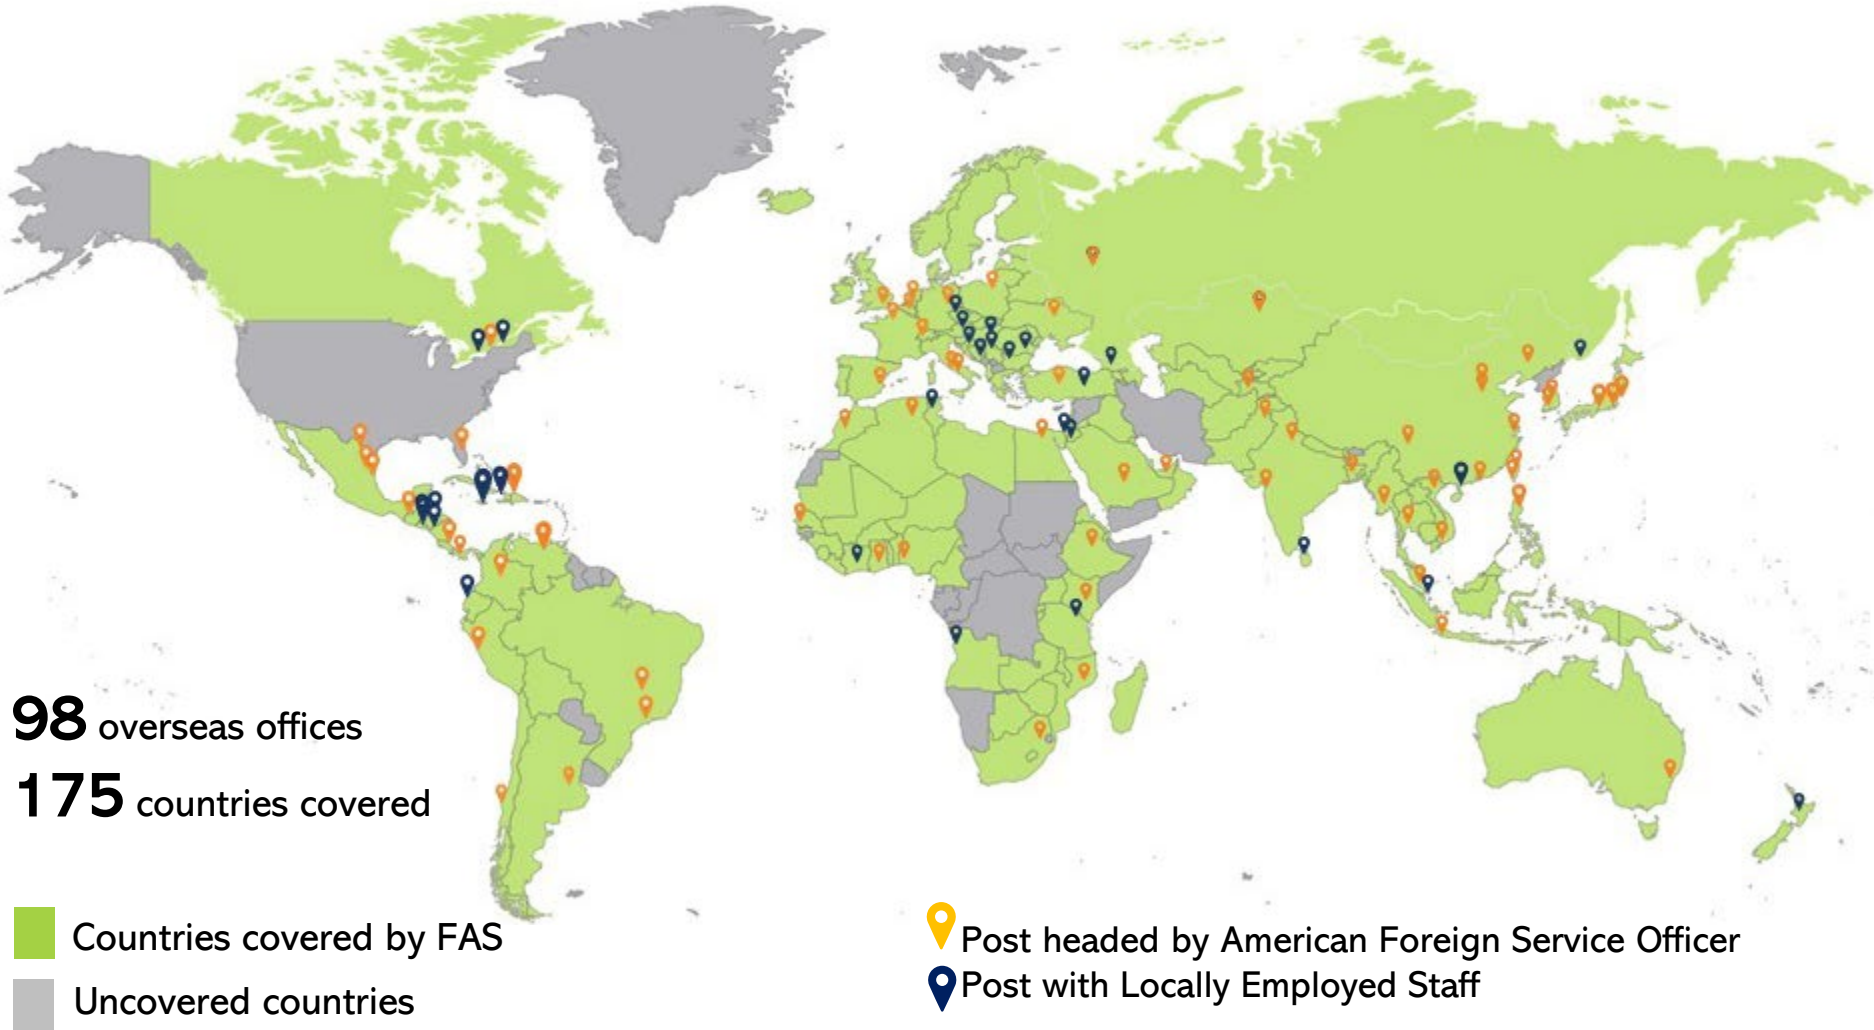 98 overseas offices
175 countries covered
Countries covered by FAS
Uncovered countries
Post headed by American Foreign Service Officer
Post with Locally Employed Staff